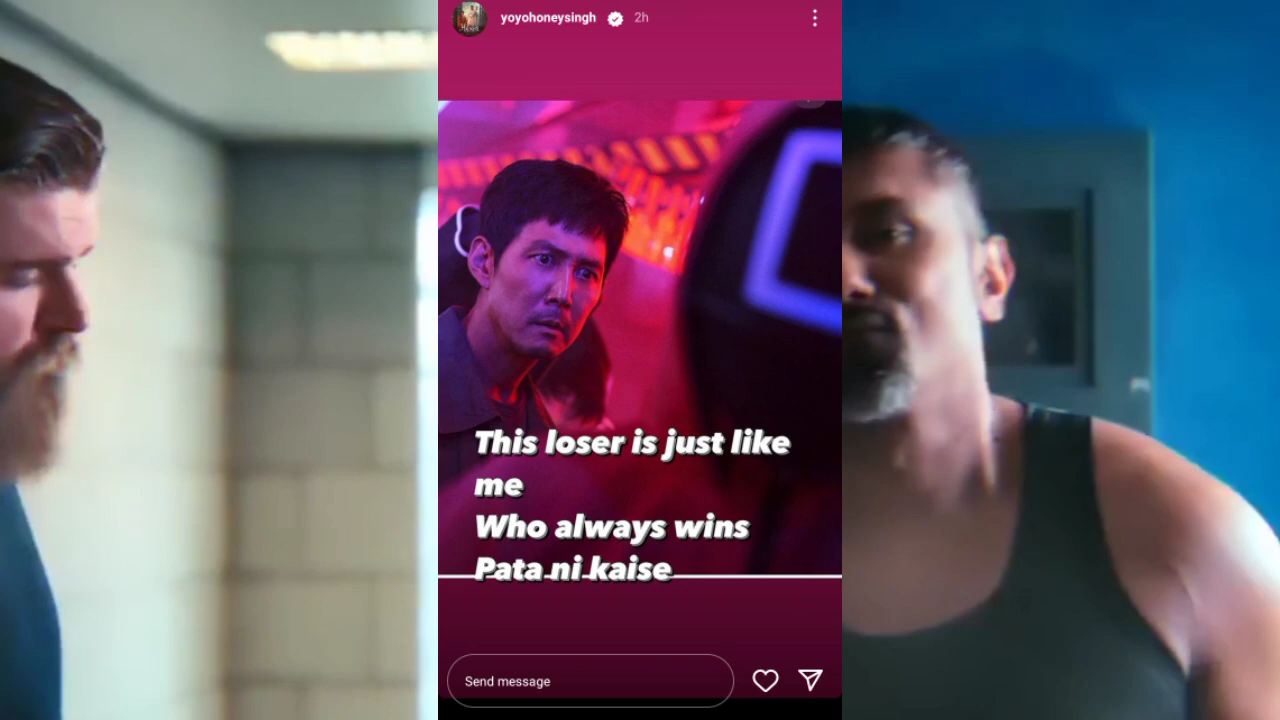 yoyohoneysingh 2h
This loser is just like
me
Who always wins
Pata ni kaise
Send message